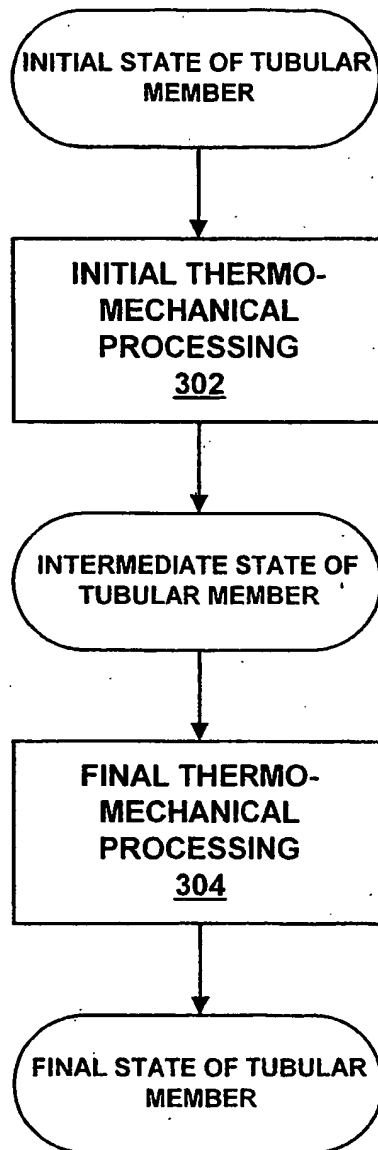 INITIAL STATE OF TUBULAR
MEMBER
INITIAL THERMO-
MECHANICAL
PROCESSING
302
INTERMEDIATE STATE OF
TUBULAR MEMBER
FINAL THERMO-
MECHANICAL
PROCESSING
304
FINAL STATE OF TUBULAR
MEMBER